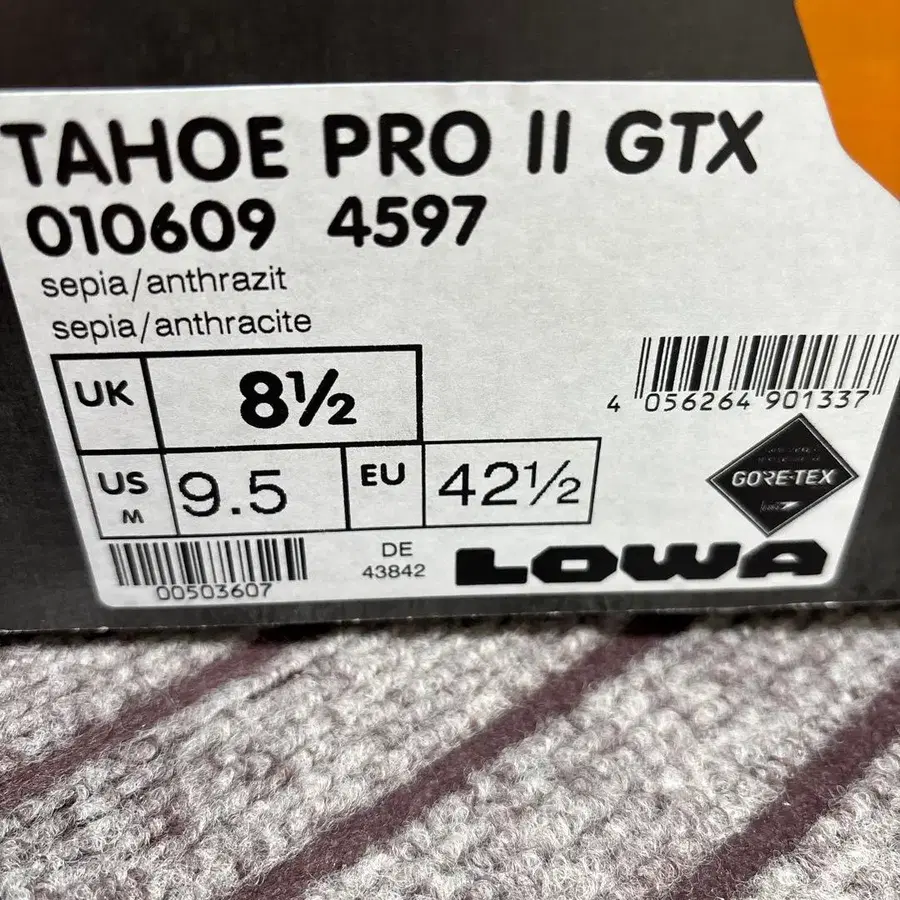 TAHOE PRO II GTX
010609 4597
sepia/anthrazit
sepia/anthracite
UK 8½
4 056264 901337
US M 9.5 EU 42½
GORE-TEX
00503607
DE
43842
LOWA